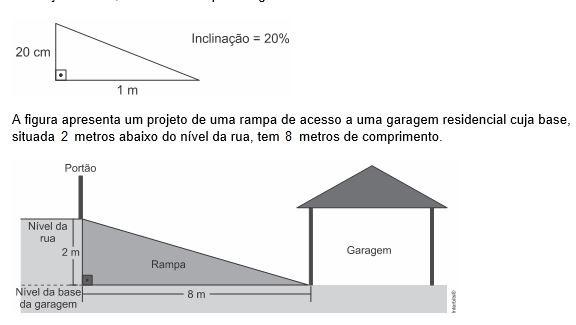 20 cm
Inclinação = 20%
1 m
A figura apresenta um projeto de uma rampa de acesso a uma garagem residencial cuja base,
situada 2 metros abaixo do nível da rua, tem 8 metros de comprimento.
Portão
Nível da
rua
2 m
Rampa
Garagem
Nível da base
da garagem
8 m